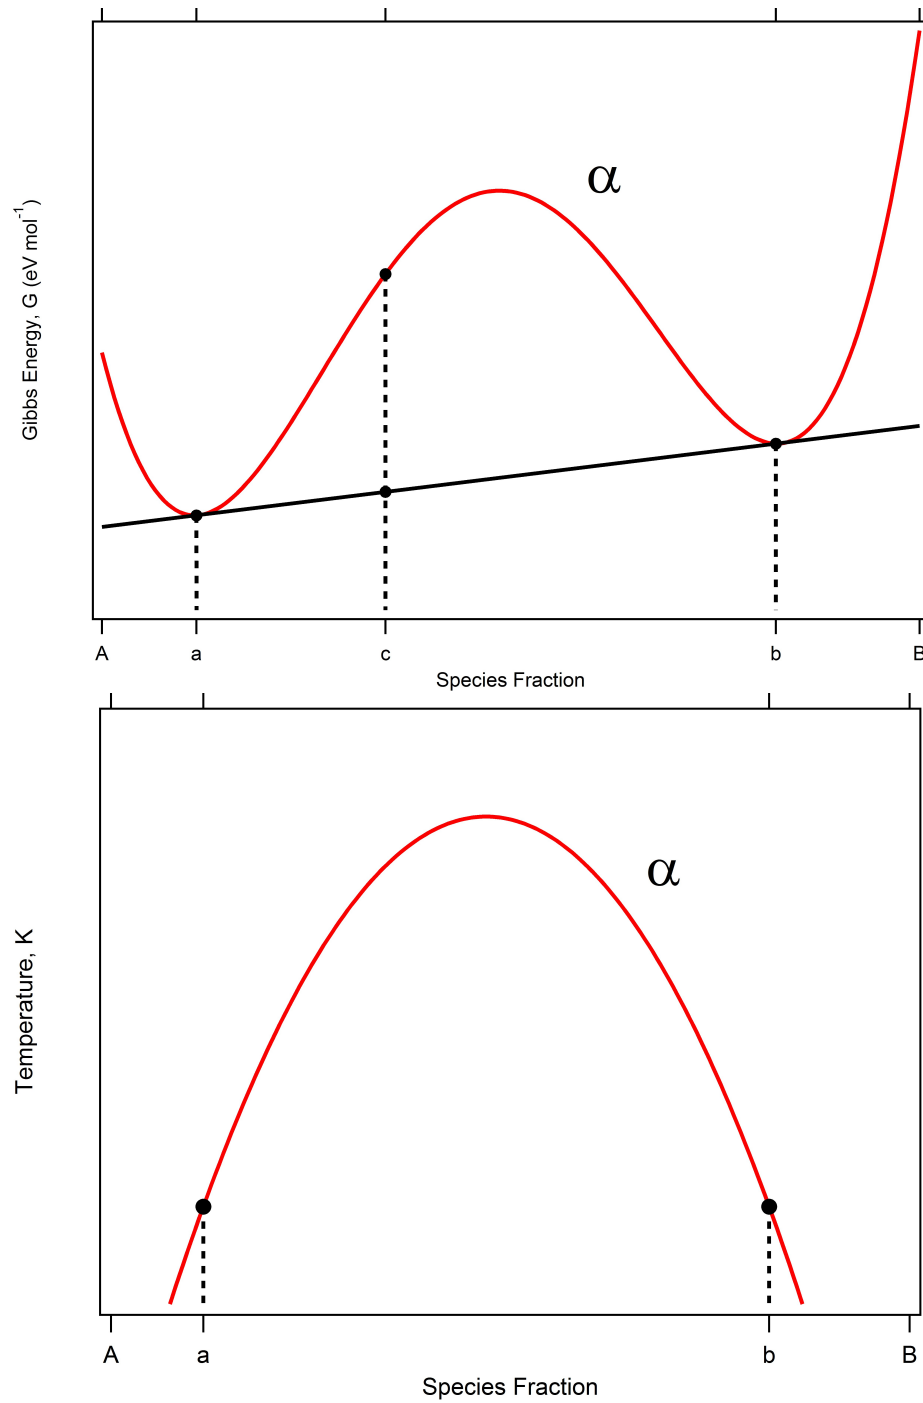 α
Gibbs Energy, G (eV mol⁻¹)
A a c b B
Species Fraction
α
Temperature, K
A a b B
Species Fraction